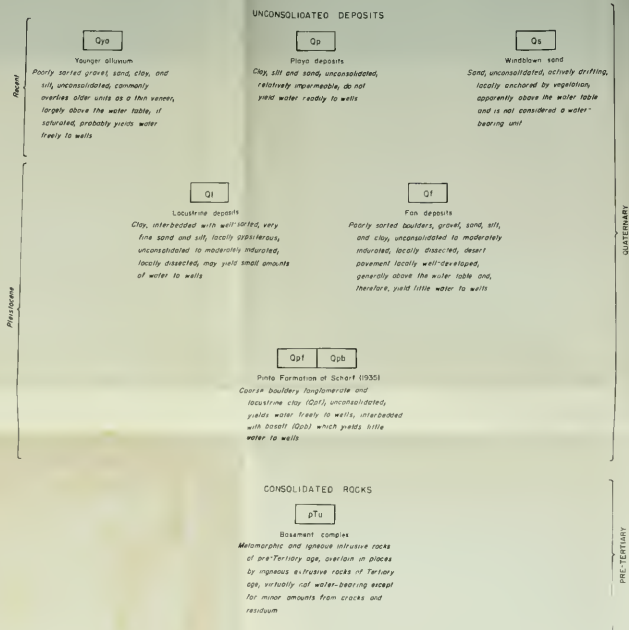 UNCONSOLIDATED DEPOSITS
Recent
Qya
Younger alluvium
Poorly sorted gravel, sand, clay, and
silt, unconsolidated, commonly
overlies older units as a thin veneer,
largely above the water table, if
saturated, probably yields water
freely to wells
Qp
Playa deposits
Clay, silt and sand, unconsolidated,
relatively impermeable, do not
yield water readily to wells
Qs
Windblown sand
Sand, unconsolidated, actively drifting,
locally anchored by vegetation,
apparently above the water table
and is not considered a water-
bearing unit
Pleistocene
Ql
Lacustrine deposits
Clay, interbedded with well-sorted, very
fine sand and silt, locally gypsiferous,
unconsolidated to moderately indurated,
locally dissected, may yield small amounts
of water to wells
Qf
Fan deposits
Poorly sorted boulders, gravel, sand, silt,
and clay, unconsolidated to moderately
indurated, locally dissected, desert
pavement locally well-developed,
generally above the water table and,
therefore, yield little water to wells
QUATERNARY
Qpf Qpb
Pinto Formation of Scharf (1935)
Coarse bouldery fanglomerate and
lacustrine clay (Qpf), unconsolidated,
yields water freely to wells, interbedded
with basalt (Qpb) which yields little
water to wells
CONSOLIDATED ROCKS
pTu
Basement complex
Metamorphic and igneous intrusive rocks
of pre-Tertiary age, overlain in places
by ingneous extrusive rocks of Tertiary
age, virtually not water-bearing except
for minor amounts from cracks and
residuum
PRE-TERTIARY